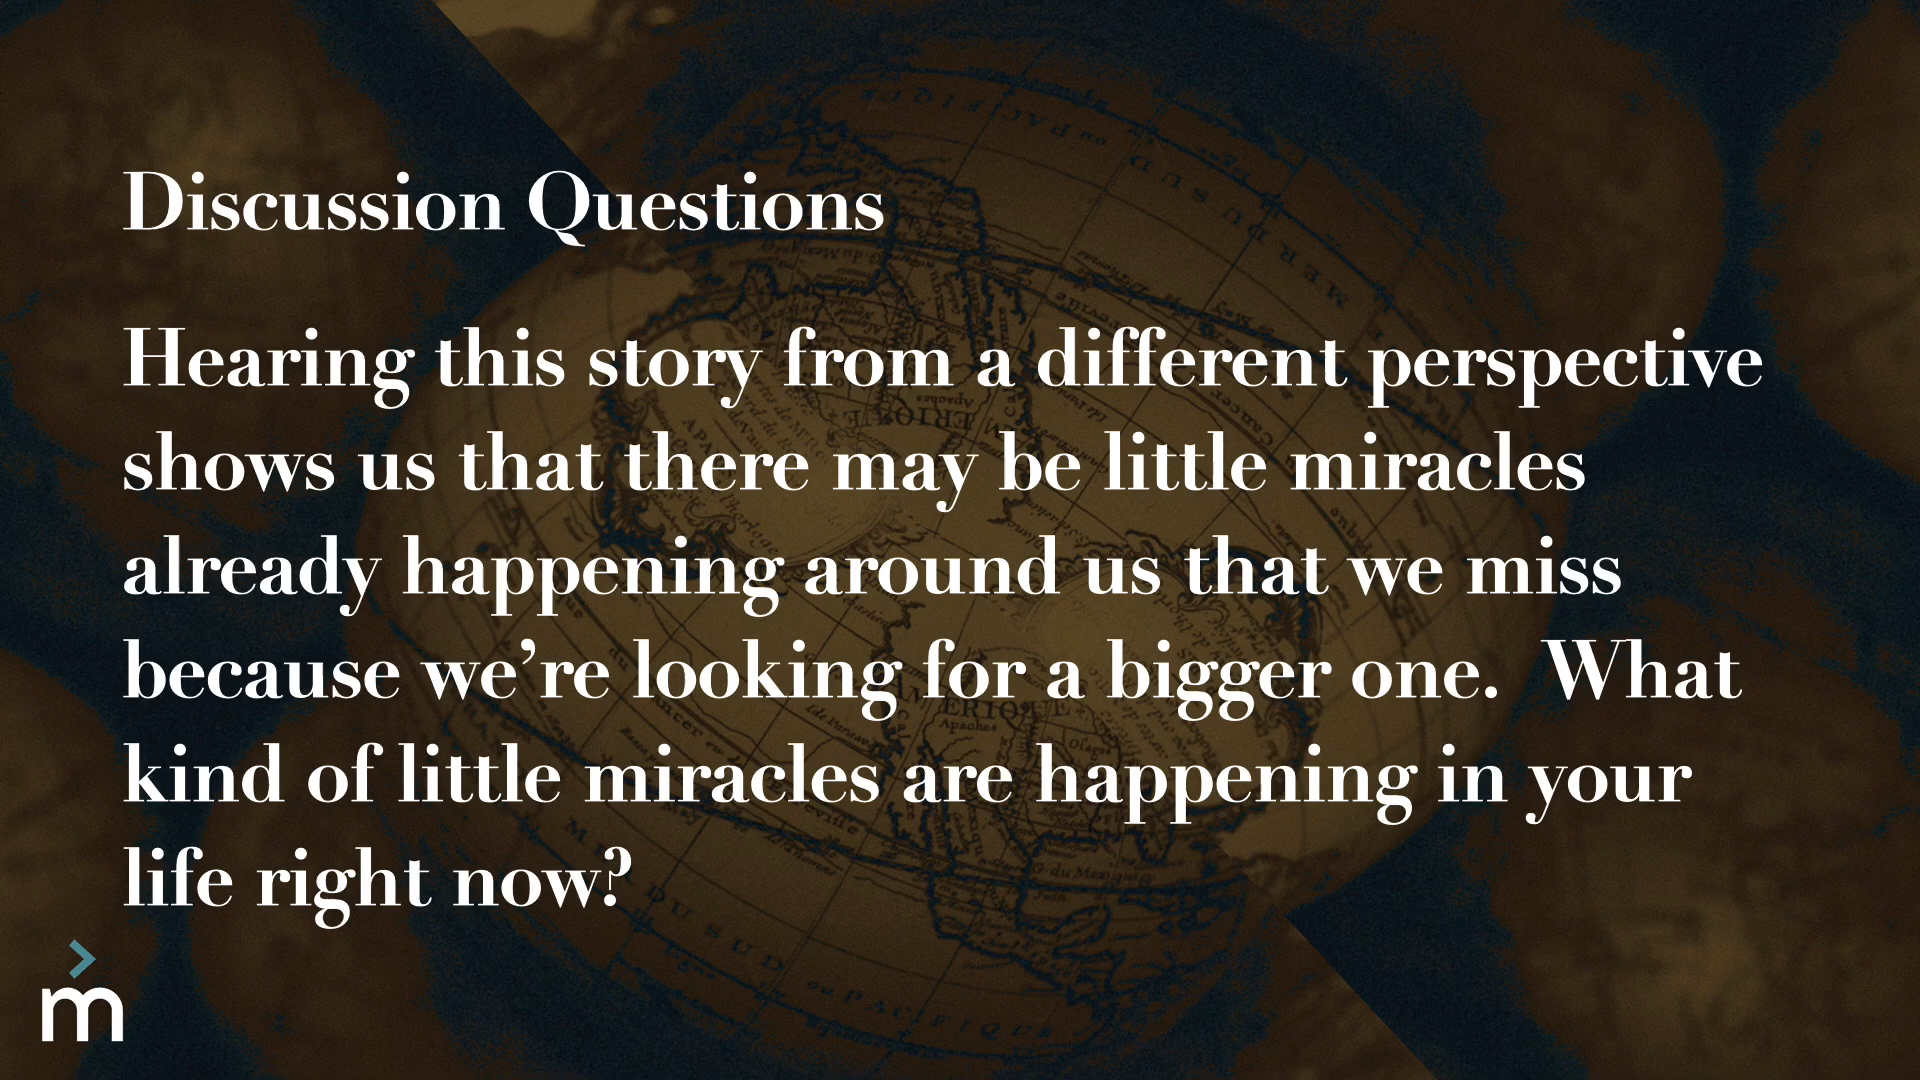 Discussion Questions
Hearing this story from a different perspective
shows us that there may be little miracles
already happening around us that we miss
because we’re looking for a bigger one.  What
kind of little miracles are happening in your
life right now?
m